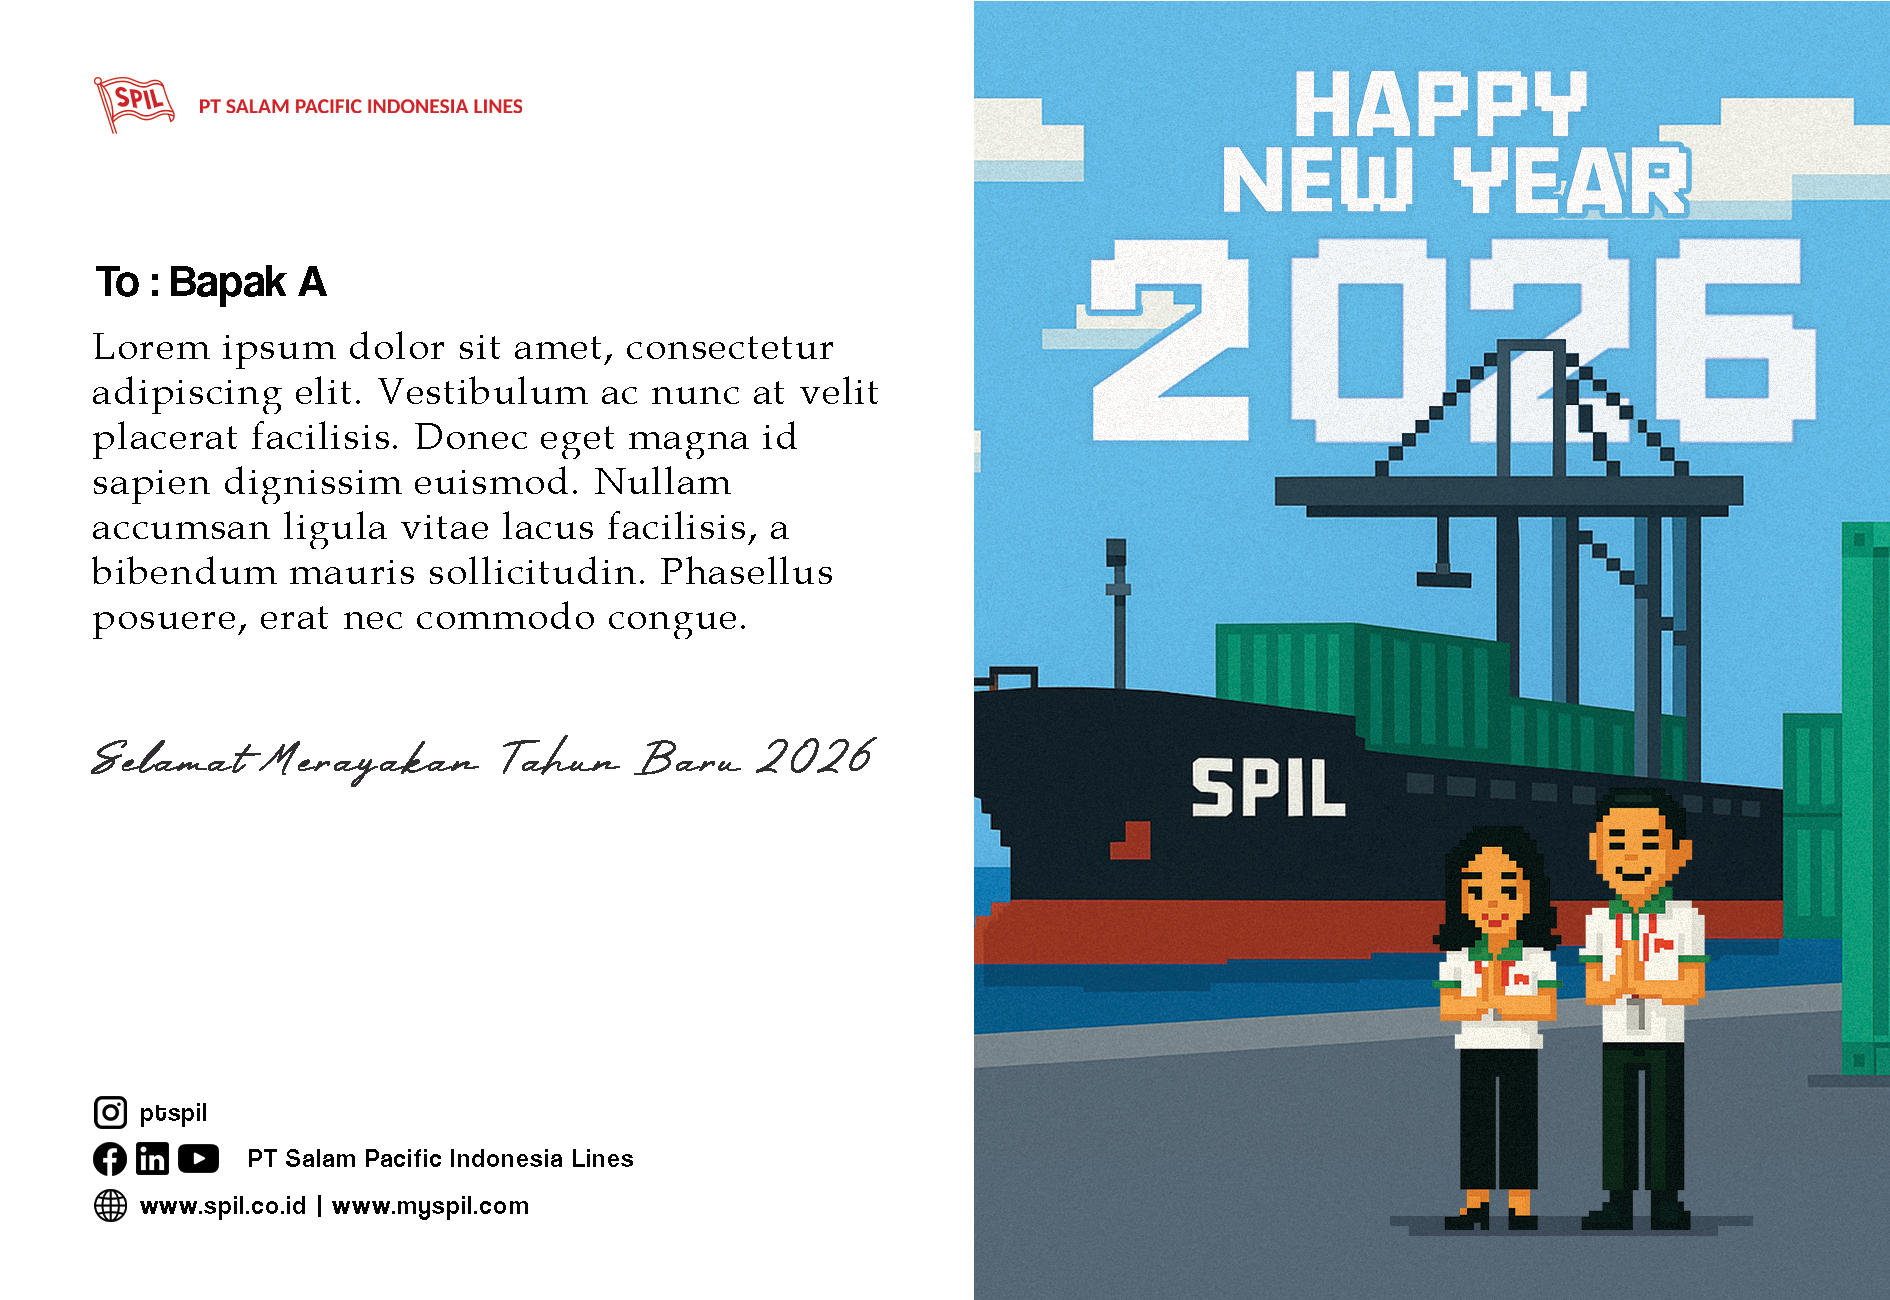 SPIL
PT SALAM PACIFIC INDONESIA LINES
To : Bapak A
Lorem ipsum dolor sit amet, consectetur
adipiscing elit. Vestibulum ac nunc at velit
placerat facilisis. Donec eget magna id
sapien dignissim euismod. Nullam
accumsan ligula vitae lacus facilisis, a
bibendum mauris sollicitudin. Phasellus
posuere, erat nec commodo congue.
Selamat Merayakan Tahun Baru 2026
ptspil
PT Salam Pacific Indonesia Lines
www.spil.co.id | www.myspil.com
HAPPY
NEW YEAR
2026
SPIL